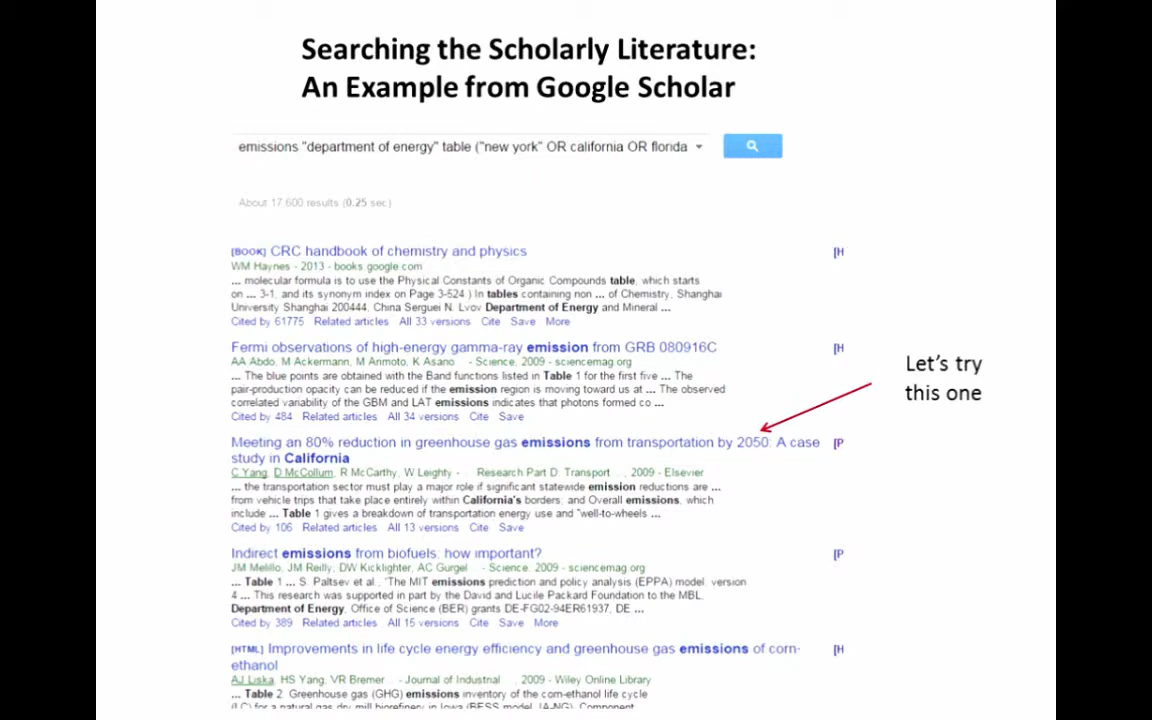 Searching the Scholarly Literature:
An Example from Google Scholar
emissions "department of energy" table ("new york" OR california OR florida
About 17,600 results (0.25 sec)
[BOOK] CRC handbook of chemistry and physics
[H
WM Haynes - 2013 - books.google.com
... molecular formula is to use the Physical Constants of Organic Compounds table, which starts
on ... 3-1, and its synonym index on Page 3-524.) In tables containing non ... of Chemistry, Shanghai
University Shanghai 200444, China Serguei N. Lvov Department of Energy and Mineral ...
Cited by 61775 Related articles All 33 versions Cite Save More
Fermi observations of high-energy gamma-ray emission from GRB 080916C
[H
AA Abdo, M Ackermann, M Arimoto, K Asano - Science, 2009 - sciencemag.org
... The blue points are obtained with the Band functions listed in Table 1 for the first five ... The
pair-production opacity can be reduced if the emission region is moving toward us at ... The observed
correlated variability of the GBM and LAT emissions indicates that photons formed co ...
Cited by 484 Related articles All 34 versions Cite Save
Let's try
this one
Meeting an 80% reduction in greenhouse gas emissions from transportation by 2050: A case
[P
study in California
C Yang, D McCollum, R McCarthy, W Leighty - ... Research Part D: Transport ..., 2009 - Elsevier
... the transportation sector must play a major role if significant statewide emission reductions are ...
from vehicle trips that take place entirely within California's borders; and Overall emissions, which
include ... Table 1 gives a breakdown of transportation energy use and "well-to-wheels ...
Cited by 106 Related articles All 13 versions Cite Save
Indirect emissions from biofuels: how important?
[P
JM Melillo, JM Reilly, DW Kicklighter, AC Gurgel... - Science, 2009 - sciencemag.org
... Table 1 ... S. Paltsev et al., "The MIT emissions prediction and policy analysis (EPPA) model: version
4 ... This research was supported in part by the David and Lucile Packard Foundation to the MBL,
Department of Energy, Office of Science (BER) grants DE-FG02-94ER61937, DE ...
Cited by 389 Related articles All 15 versions Cite Save More
[HTML] Improvements in life cycle energy efficiency and greenhouse gas emissions of corn-
[H
ethanol
AJ Liska, HS Yang, VR Bremer... - Journal of Industrial ..., 2009 - Wiley Online Library
... Table 2. Greenhouse gas (GHG) emissions inventory of the corn-ethanol life cycle
(LC) for a natural gas dry mill biorefinery in Iowa (BESS model, IA-NG). Component